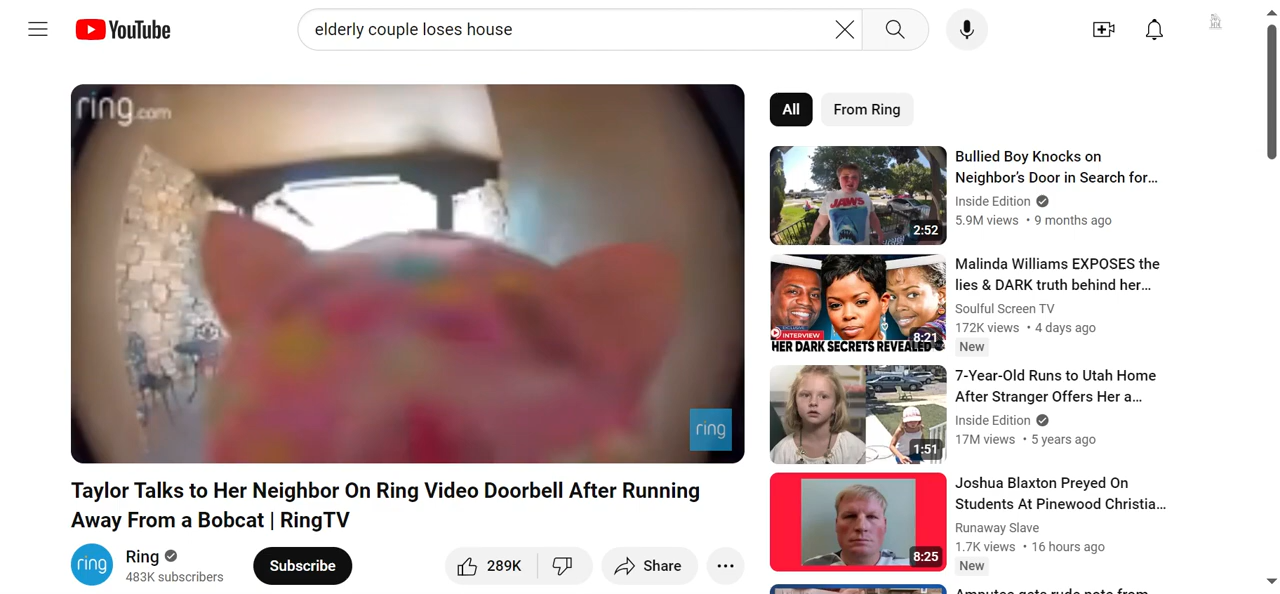 YouTube
elderly couple loses house
ring.com
ring
Taylor Talks to Her Neighbor On Ring Video Doorbell After Running
Away From a Bobcat | RingTV
ring
Ring
483K subscribers
Subscribe
289K
Share
All
From Ring
JAWS
2:52
Bullied Boy Knocks on
Neighbor's Door in Search for...
Inside Edition
5.9M views • 9 months ago
EXCLUSIVE
INTERVIEW
HER DARK SECRETS REVEALED
8:21
Malinda Williams EXPOSES the
lies & DARK truth behind her...
Soulful Screen TV
172K views • 4 days ago
New
1:51
7-Year-Old Runs to Utah Home
After Stranger Offers Her a...
Inside Edition
17M views • 5 years ago
8:25
Joshua Blaxton Preyed On
Students At Pinewood Christia...
Runaway Slave
1.7K views • 16 hours ago
New
Amputee gets rude note from